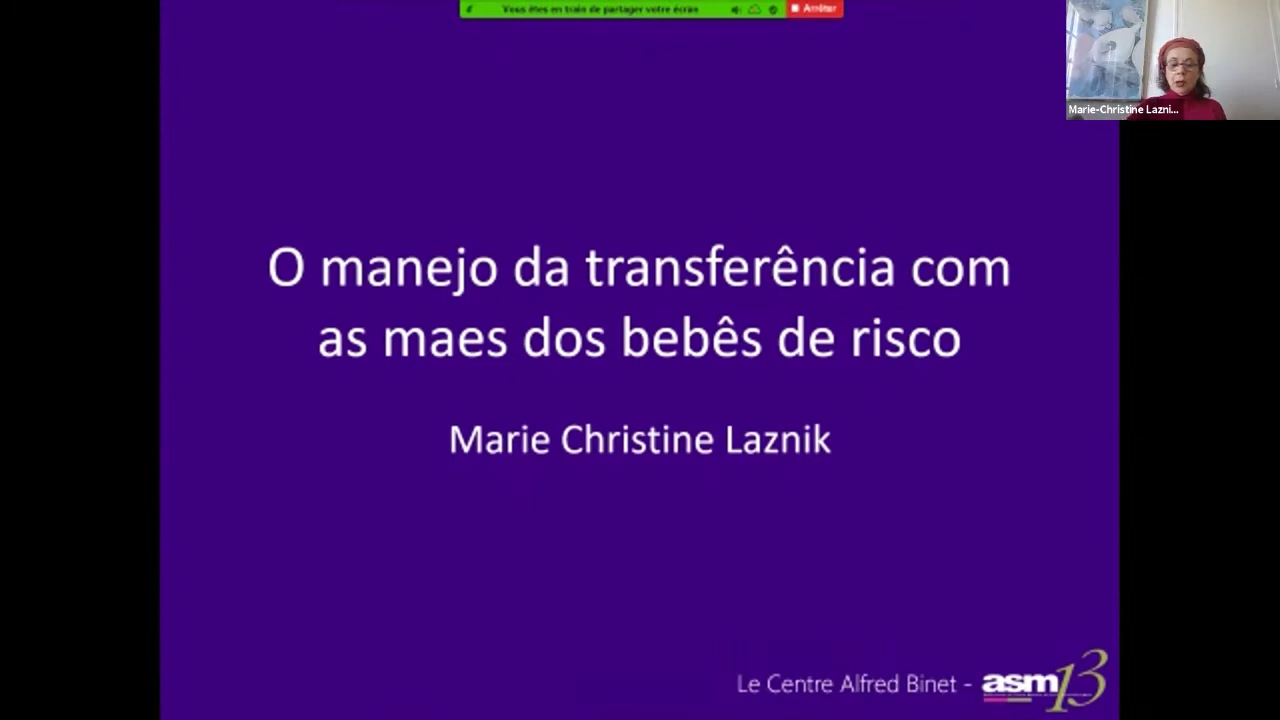 Vous êtes en train de partager votre écran
Arrêter
Marie-Christine Lazni...
O manejo da transferência com
as maes dos bebês de risco
Marie Christine Laznik
Le Centre Alfred Binet - asm13